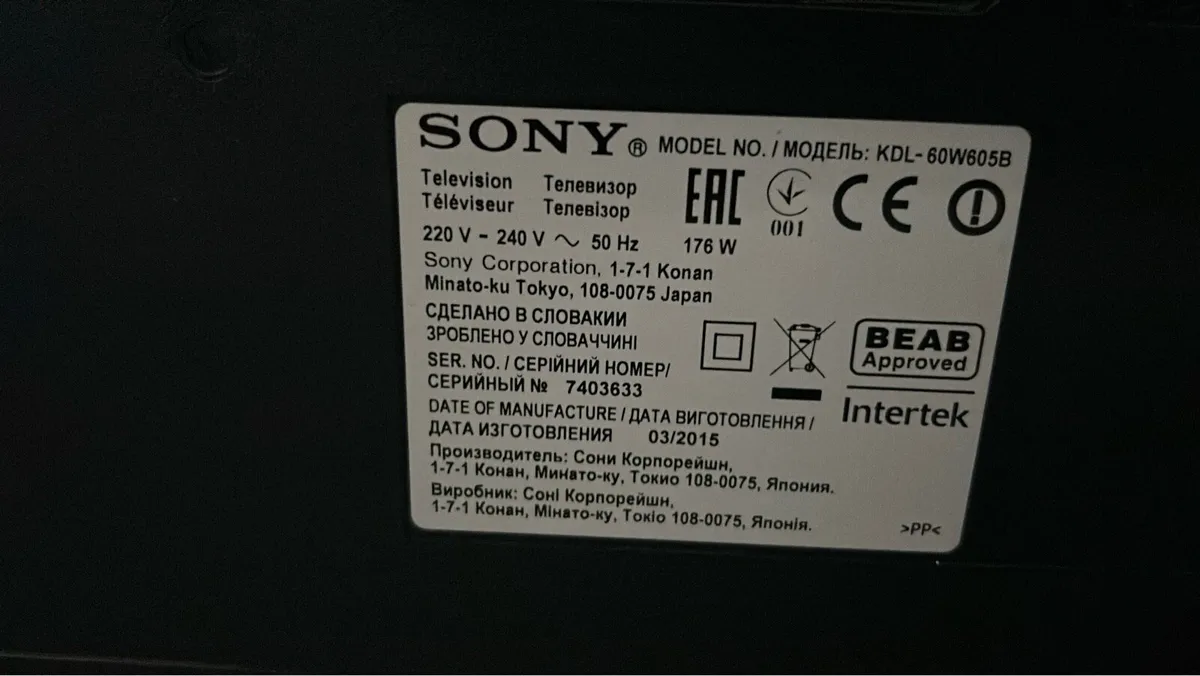 SONY® MODEL NO. / МОДЕЛЬ: KDL-60W605B
Television Телевизор
Téléviseur Телевізор
EAC
001
CE
220 V - 240 V ~ 50 Hz 176 W
Sony Corporation, 1-7-1 Konan
Minato-ku Tokyo, 108-0075 Japan
СДЕЛАНО В СЛОВАКИИ
ЗРОБЛЕНО У СЛОВАЧЧИНІ
SER. NO. / СЕРІЙНИЙ НОМЕР/
СЕРИЙНЫЙ № 7403633
BEAB
Approved
Intertek
DATE OF MANUFACTURE / ДАТА ВИГОТОВЛЕННЯ /
ДАТА ИЗГОТОВЛЕНИЯ 03/2015
Производитель: Сони Корпорейшн,
1-7-1 Конан, Минато-ку, Токио 108-0075, Япония.
Виробник: Соні Корпорейшн,
1-7-1 Конан, Мінато-ку, Токіо 108-0075, Японія.
>PP<